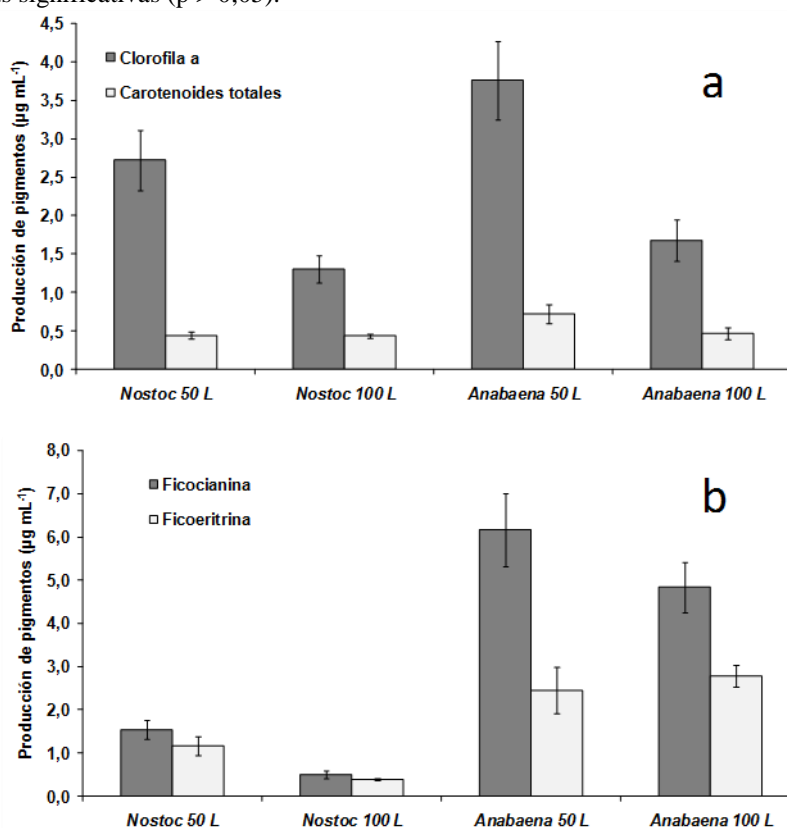 significativas (p > 0,05).
4,5
4,0
3,5
3,0
2,5
2,0
1,5
1,0
0,5
0,0
Producción de pigmentos (µg mL-1)
Clorofila a
Carotenoides totales
a
Nostoc 50 L
Nostoc 100 L
Anabaena 50 L
Anabaena 100 L
8,0
7,0
6,0
5,0
4,0
3,0
2,0
1,0
0,0
Producción de pigmentos (µg mL-1)
Ficocianina
Ficoeritrina
b
Nostoc 50 L
Nostoc 100 L
Anabaena 50 L
Anabaena 100 L